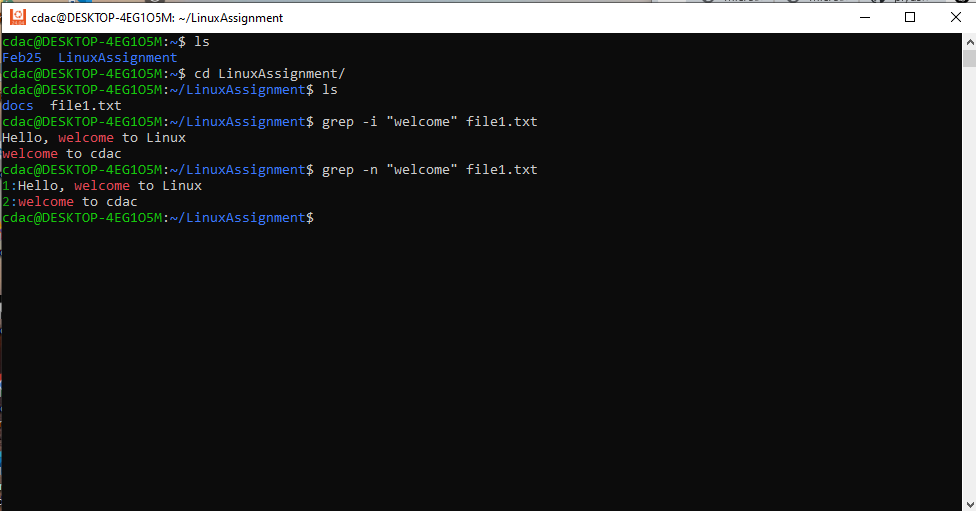 cdac@DESKTOP-4EG1O5M: ~/LinuxAssignment
cdac@DESKTOP-4EG1O5M:~$ ls
Feb25  LinuxAssignment
cdac@DESKTOP-4EG1O5M:~$ cd LinuxAssignment/
cdac@DESKTOP-4EG1O5M:~/LinuxAssignment$ ls
docs  file1.txt
cdac@DESKTOP-4EG1O5M:~/LinuxAssignment$ grep -i "welcome" file1.txt
Hello, welcome to Linux
welcome to cdac
cdac@DESKTOP-4EG1O5M:~/LinuxAssignment$ grep -n "welcome" file1.txt
1:Hello, welcome to Linux
2:welcome to cdac
cdac@DESKTOP-4EG1O5M:~/LinuxAssignment$